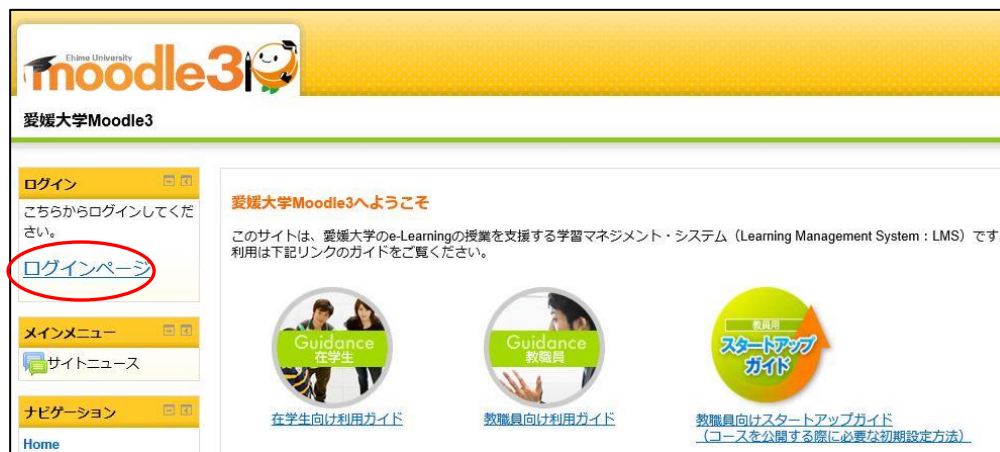 Ehime University
moodle3
愛媛大学Moodle3
ログイン
こちらからログインしてくだ
さい。
ログインページ
メインメニュー
サイトニュース
ナビゲーション
Home
愛媛大学Moodle3へようこそ
このサイトは、愛媛大学のe-Learningの授業を支援する学習マネジメント・システム（Learning Management System：LMS）です
利用は下記リンクのガイドをご覧ください。
Guidance
在学生
在学生向け利用ガイド
Guidance
教職員
教職員向け利用ガイド
教員用
スタートアップ
ガイド
教職員向けスタートアップガイド
（コースを公開する際に必要な初期設定方法）